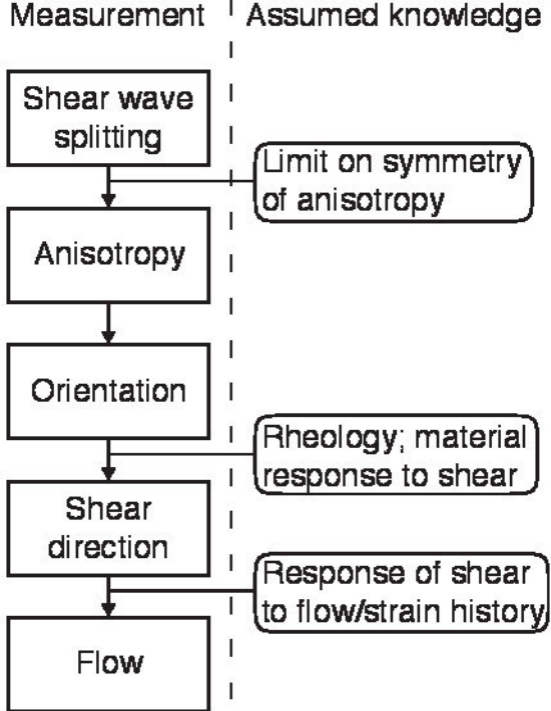 Measurement
Assumed knowledge
Shear wave
splitting
Limit on symmetry
of anisotropy
Anisotropy
Orientation
Rheology; material
response to shear
Shear
direction
Response of shear
to flow/strain history
Flow